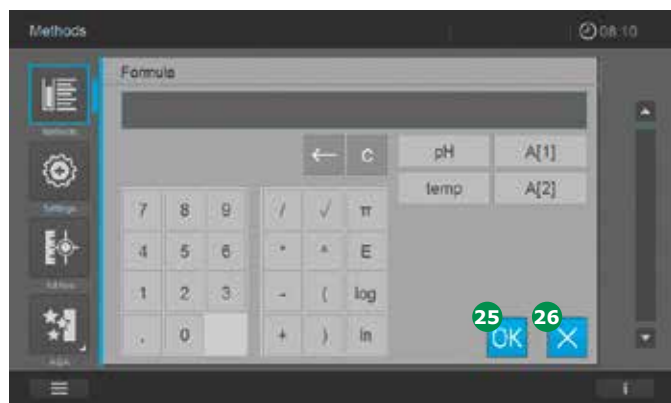 Methods 08:10
Formula
← C pH A[1]
temp A[2]
7 8 9 / √ π
4 5 6 * ^ E
1 2 3 - ( log
. 0 + ) ln
25 26
OK ×
Methods
Settings
AQA
i